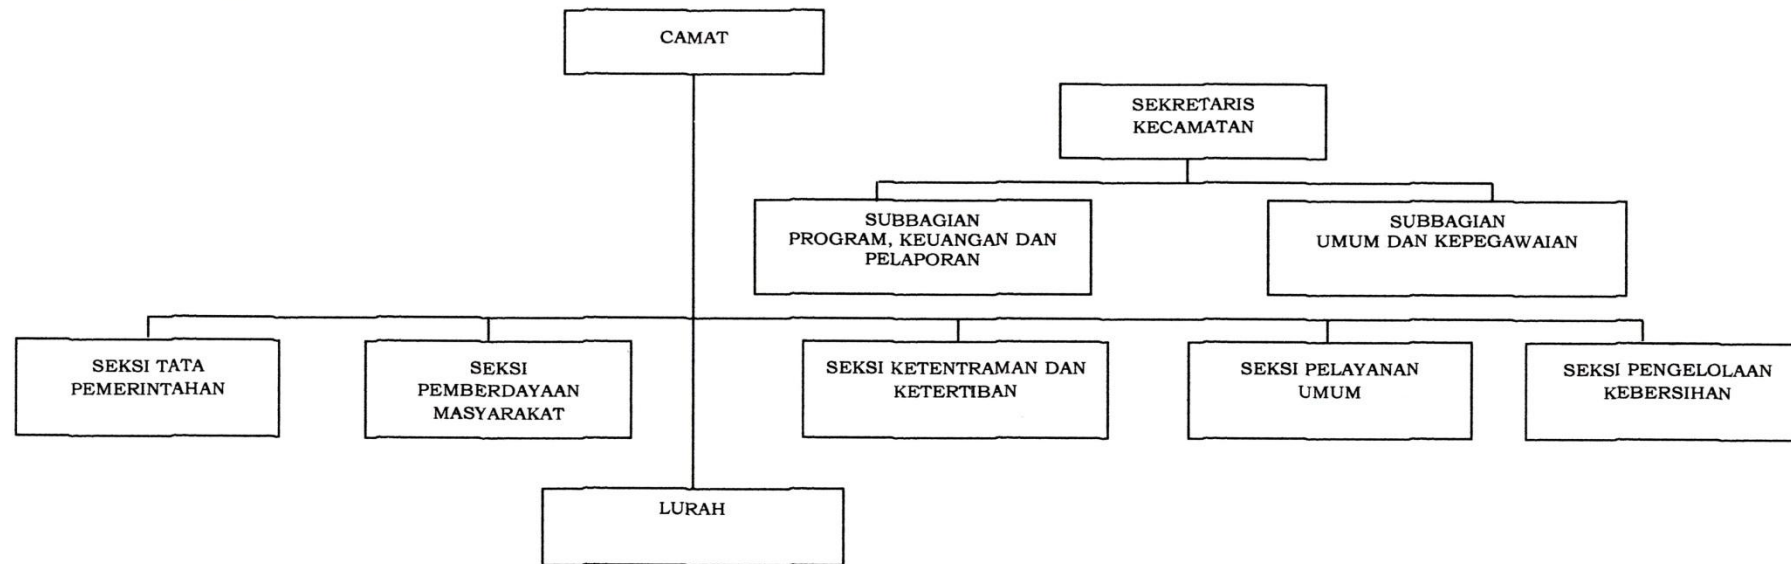 CAMAT
SEKRETARIS
KECAMATAN
SUBBAGIAN
PROGRAM, KEUANGAN DAN
PELAPORAN
SUBBAGIAN
UMUM DAN KEPEGAWAIAN
SEKSI TATA
PEMERINTAHAN
SEKSI
PEMBERDAYAAN
MASYARAKAT
SEKSI KETENTRAMAN DAN
KETERTIBAN
SEKSI PELAYANAN
UMUM
SEKSI PENGELOLAAN
KEBERSIHAN
LURAH